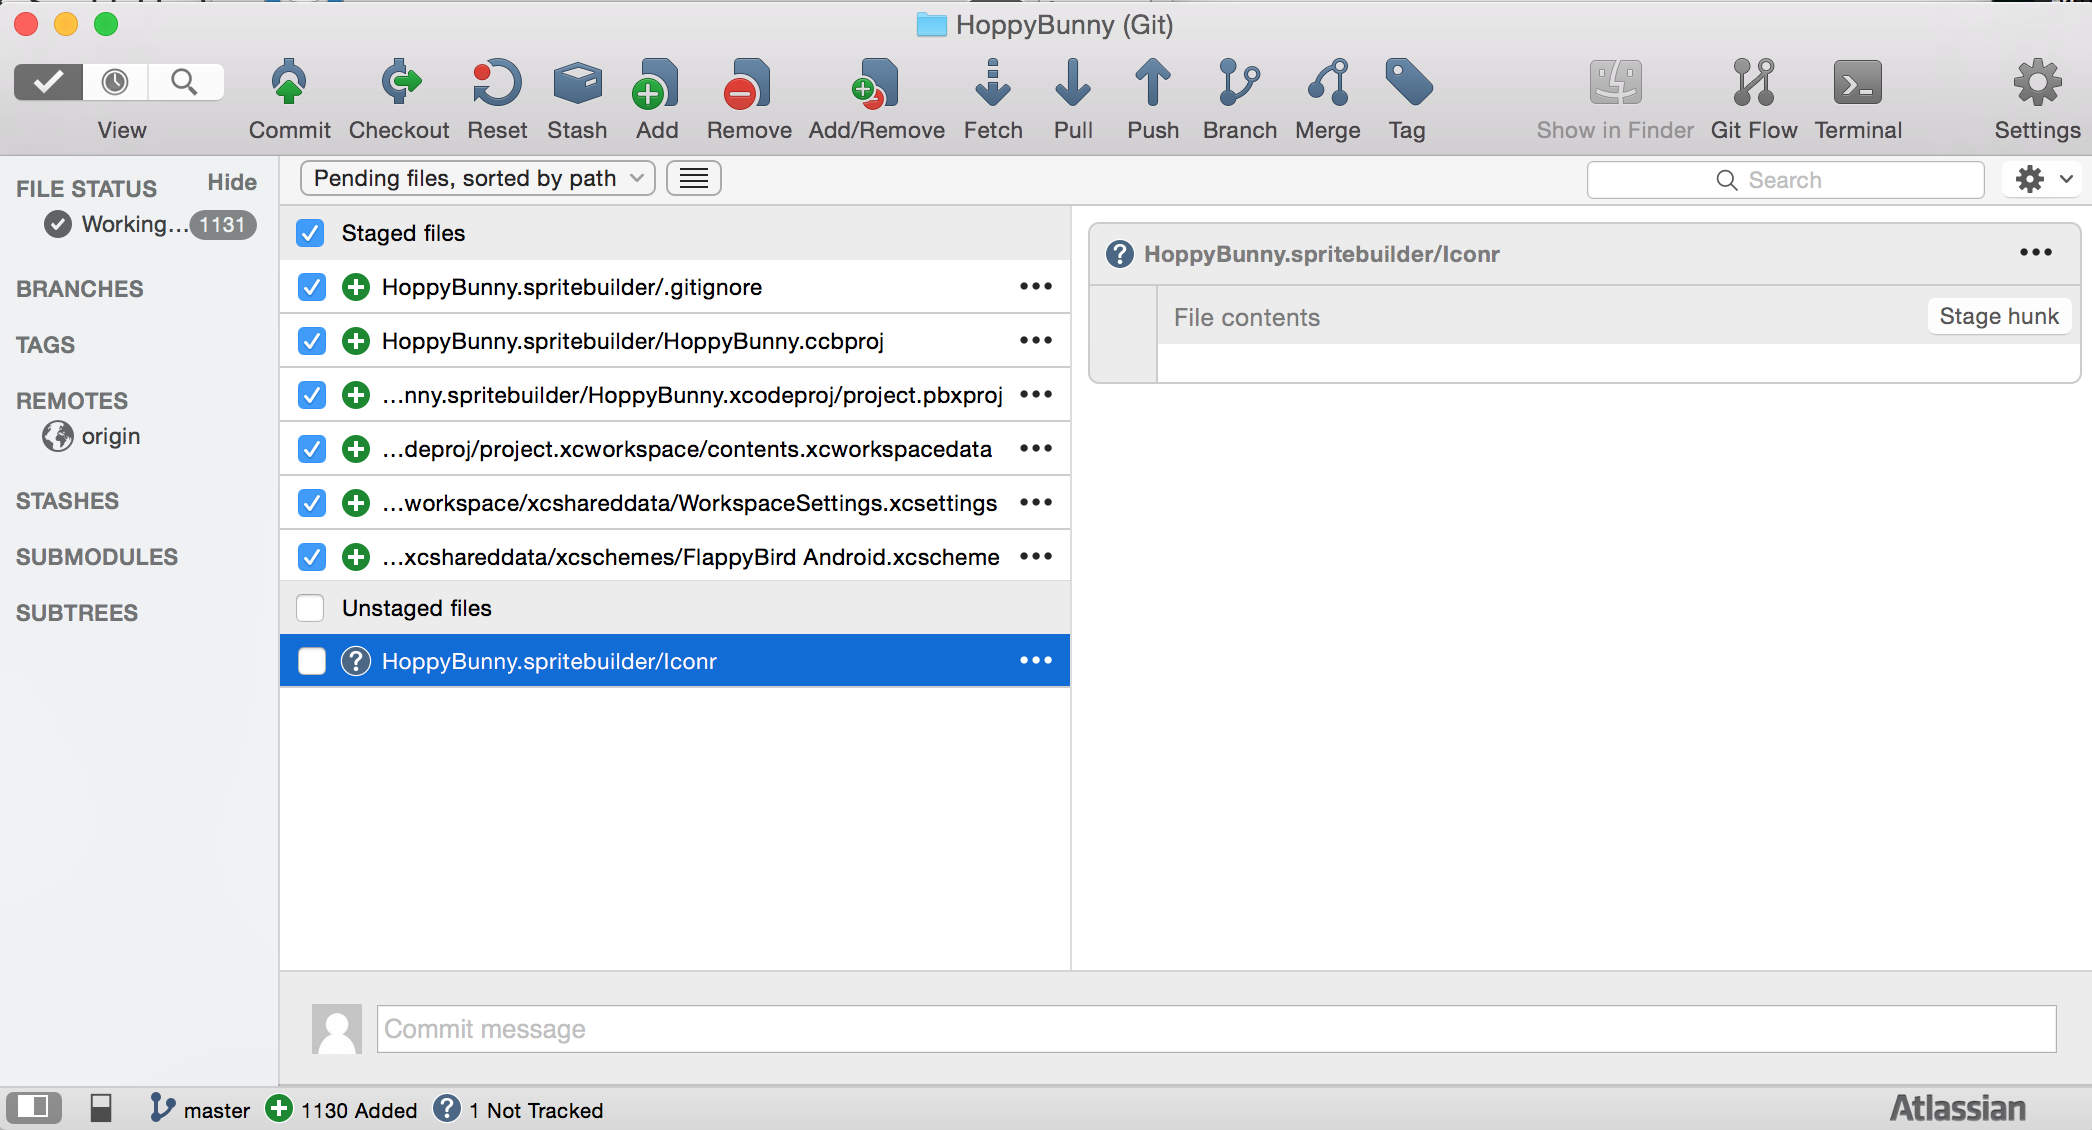 HoppyBunny (Git)
View
Commit
Checkout
Reset
Stash
Add
Remove
Add/Remove
Fetch
Pull
Push
Branch
Merge
Tag
Show in Finder
Git Flow
Terminal
Settings
FILE STATUS
Hide
Working...
1131
BRANCHES
TAGS
REMOTES
origin
STASHES
SUBMODULES
SUBTREES
Pending files, sorted by path
Search
Staged files
HoppyBunny.spritebuilder/.gitignore
HoppyBunny.spritebuilder/HoppyBunny.ccbproj
...nny.spritebuilder/HoppyBunny.xcodeproj/project.pbxproj
...deproj/project.xcworkspace/contents.xcworkspacedata
...workspace/xcshareddata/WorkspaceSettings.xcsettings
...xcshareddata/xcschemes/FlappyBird Android.xcscheme
Unstaged files
HoppyBunny.spritebuilder/Iconr
HoppyBunny.spritebuilder/Iconr
File contents
Stage hunk
Commit message
master
1130 Added
1 Not Tracked
Atlassian